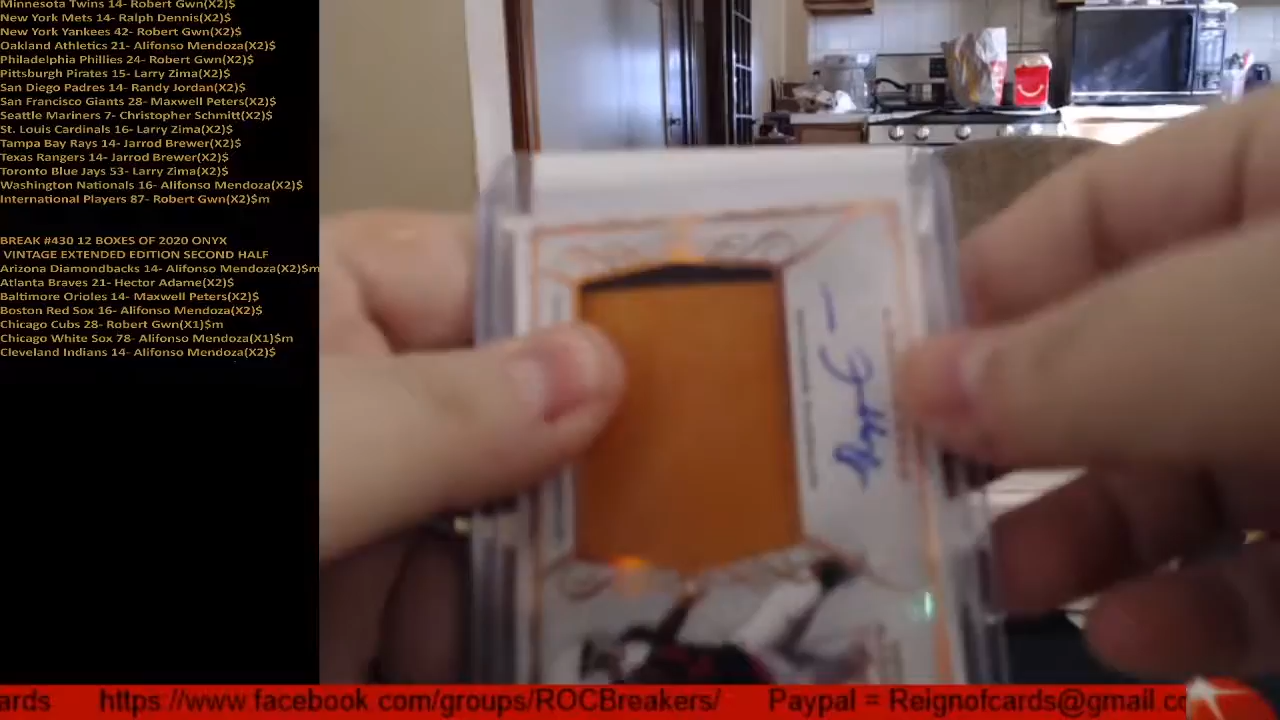 Minnesota Twins 14- Robert Gwn(X2)$
New York Mets 14- Ralph Dennis(X2)$
New York Yankees 42- Robert Gwn(X2)$
Oakland Athletics 21- Alifonso Mendoza(X2)$
Philadelphia Phillies 24- Robert Gwn(X2)$
Pittsburgh Pirates 15- Larry Zima(X2)$
San Diego Padres 14- Randy Jordan(X2)$
San Francisco Giants 28- Maxwell Peters(X2)$
Seattle Mariners 7- Christopher Schmitt(X2)$
St. Louis Cardinals 16- Larry Zima(X2)$
Tampa Bay Rays 14- Jarrod Brewer(X2)$
Texas Rangers 14- Jarrod Brewer(X2)$
Toronto Blue Jays 53- Larry Zima(X2)$
Washington Nationals 16- Alifonso Mendoza(X2)$
International Players 87- Robert Gwn(X2)$m
BREAK #430 12 BOXES OF 2020 ONYX
VINTAGE EXTENDED EDITION SECOND HALF
Arizona Diamondbacks 14- Alifonso Mendoza(X2)$m
Atlanta Braves 21- Hector Adame(X2)$
Baltimore Orioles 14- Maxwell Peters(X2)$
Boston Red Sox 16- Alifonso Mendoza(X2)$
Chicago Cubs 28- Robert Gwn(X1)$m
Chicago White Sox 78- Alifonso Mendoza(X1)$m
Cleveland Indians 14- Alifonso Mendoza(X2)$
ards https://www.facebook.com/groups/ROCBreakers/ Paypal = Reignofcards@gmail.co